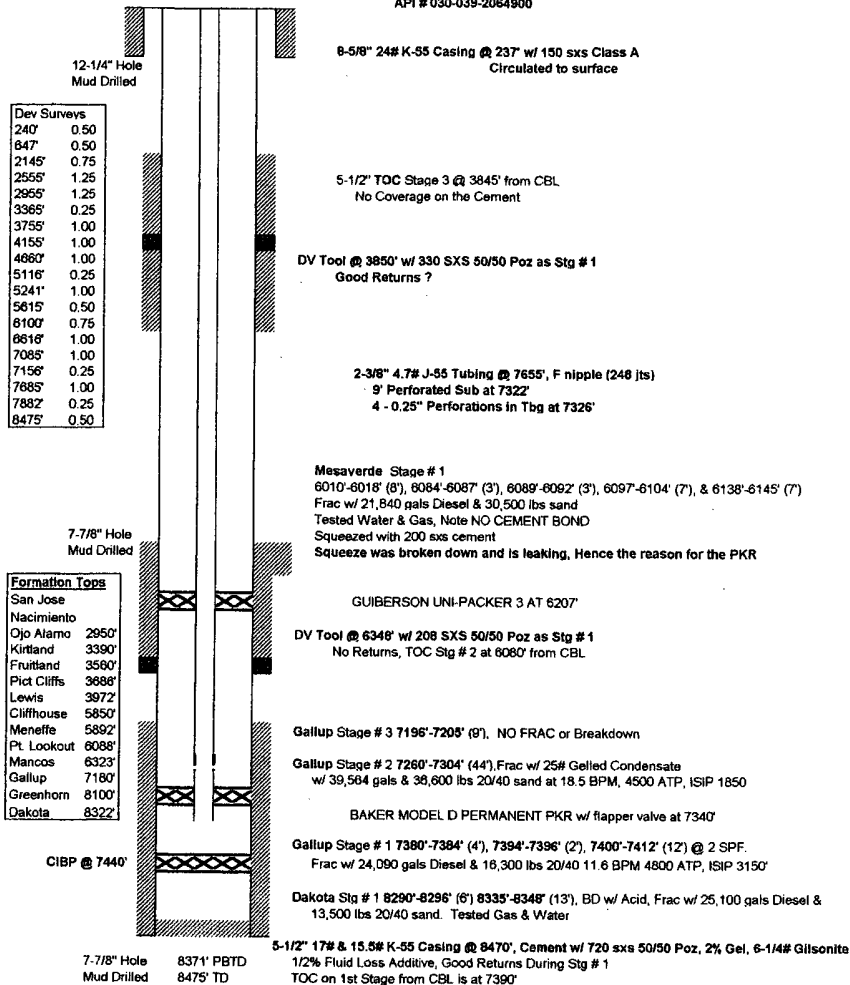 API # 030-039-2064900
8-5/8" 24# K-55 Casing @ 237' w/ 150 sxs Class A
Circulated to surface
12-1/4" Hole
Mud Drilled
Dev Surveys
240' 0.50
647' 0.50
2145' 0.75
2555' 1.25
2955' 1.25
3365' 0.25
3755' 1.00
4155' 1.00
4660' 1.00
5116' 0.25
5241' 1.00
5615' 0.50
6100' 0.75
6616' 1.00
7085' 1.00
7156' 0.25
7685' 1.00
7882' 0.25
8475' 0.50
5-1/2" TOC Stage 3 @ 3845' from CBL
No Coverage on the Cement
DV Tool @ 3850' w/ 330 SXS 50/50 Poz as Stg # 1
Good Returns ?
2-3/8" 4.7# J-55 Tubing @ 7655', F nipple (246 jts)
9' Perforated Sub at 7322'
4 - 0.25" Perforations in Tbg at 7326'
Mesaverde Stage # 1
6010'-6018' (8'), 6084'-6087' (3'), 6089'-6092' (3'), 6097'-6104' (7'), & 6138'-6145' (7')
Frac w/ 21,840 gals Diesel & 30,500 lbs sand
Tested Water & Gas, Note NO CEMENT BOND
Squeezed with 200 sxs cement
Squeeze was broken down and is leaking, Hence the reason for the PKR
7-7/8" Hole
Mud Drilled
Formation Tops
San Jose
Nacimiento
Ojo Alamo 2950'
Kirtland 3390'
Fruitland 3560'
Pict Cliffs 3686'
Lewis 3972'
Cliffhouse 5850'
Meneffe 5892'
Pt. Lookout 6088'
Mancos 6323'
Gallup 7180'
Greenhorn 8100'
Dakota 8322'
GUIBERSON UNI-PACKER 3 AT 6207'
DV Tool @ 6346' w/ 208 SXS 50/50 Poz as Stg # 1
No Returns, TOC Stg # 2 at 6080' from CBL
Gallup Stage # 3 7196'-7205' (9'), NO FRAC or Breakdown
Gallup Stage # 2 7260'-7304' (44'), Frac w/ 25# Gelled Condensate
w/ 39,564 gals & 36,600 lbs 20/40 sand at 18.5 BPM, 4500 ATP, ISIP 1850
BAKER MODEL D PERMANENT PKR w/ flapper valve at 7340'
Gallup Stage # 1 7380'-7384' (4'), 7394'-7396' (2'), 7400'-7412' (12') @ 2 SPF.
Frac w/ 24,090 gals Diesel & 16,300 lbs 20/40 11.6 BPM 4800 ATP, ISIP 3150'
CIBP @ 7440'
Dakota Stg # 1 8290'-8296' (6') 8335'-8348' (13'), BD w/ Acid, Frac w/ 25,100 gals Diesel &
13,500 lbs 20/40 sand. Tested Gas & Water
5-1/2" 17# & 15.5# K-55 Casing @ 8470', Cement w/ 720 sxs 50/50 Poz, 2% Gel, 6-1/4# Gilsonite
1/2% Fluid Loss Additive, Good Returns During Stg # 1
TOC on 1st Stage from CBL is at 7390'
7-7/8" Hole 8371' PBTD
Mud Drilled 8475' TD